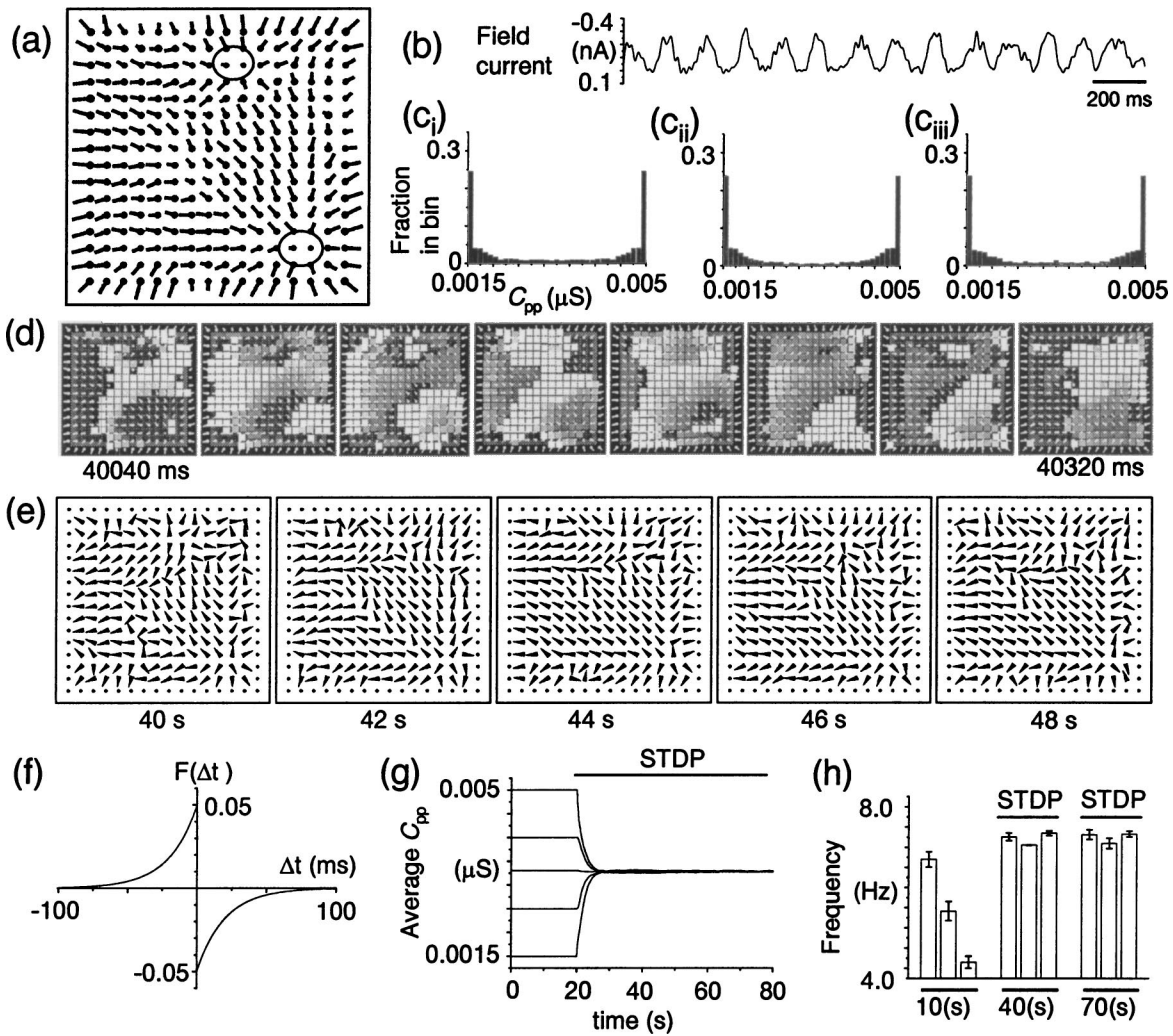 (a)
(b)
Field
current
-0.4
(nA)
0.1
200 ms
(ci)
(cii)
(ciii)
0.3
0.3
0.3
Fraction
in bin
0
0
0
0.0015
0.005
0.0015
0.005
0.0015
0.005
Cpp (μS)
(d)
40040 ms
40320 ms
(e)
40 s
42 s
44 s
46 s
48 s
(f)
F(Δt )
0.05
Δt (ms)
-100
100
-0.05
(g)
STDP
0.005
Average Cpp
(μS)
0.0015
0
20
40
60
80
time (s)
(h)
STDP
STDP
8.0
Frequency
(Hz)
4.0
10(s)
40(s)
70(s)